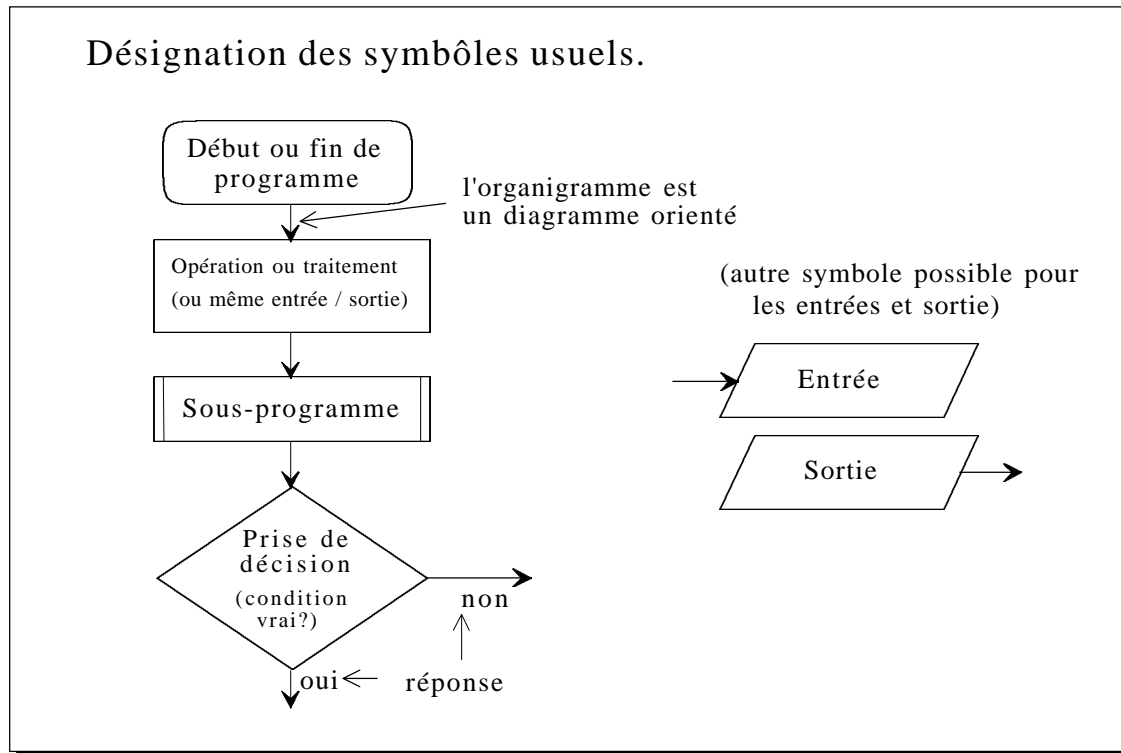 Désignation des symbôles usuels.
Début ou fin de
programme
l'organigramme est
un diagramme orienté
Opération ou traitement
(ou même entrée / sortie)
(autre symbole possible pour
les entrées et sortie)
Entrée
Sous-programme
Sortie
Prise de
décision
(condition
vrai?)
non
oui
réponse